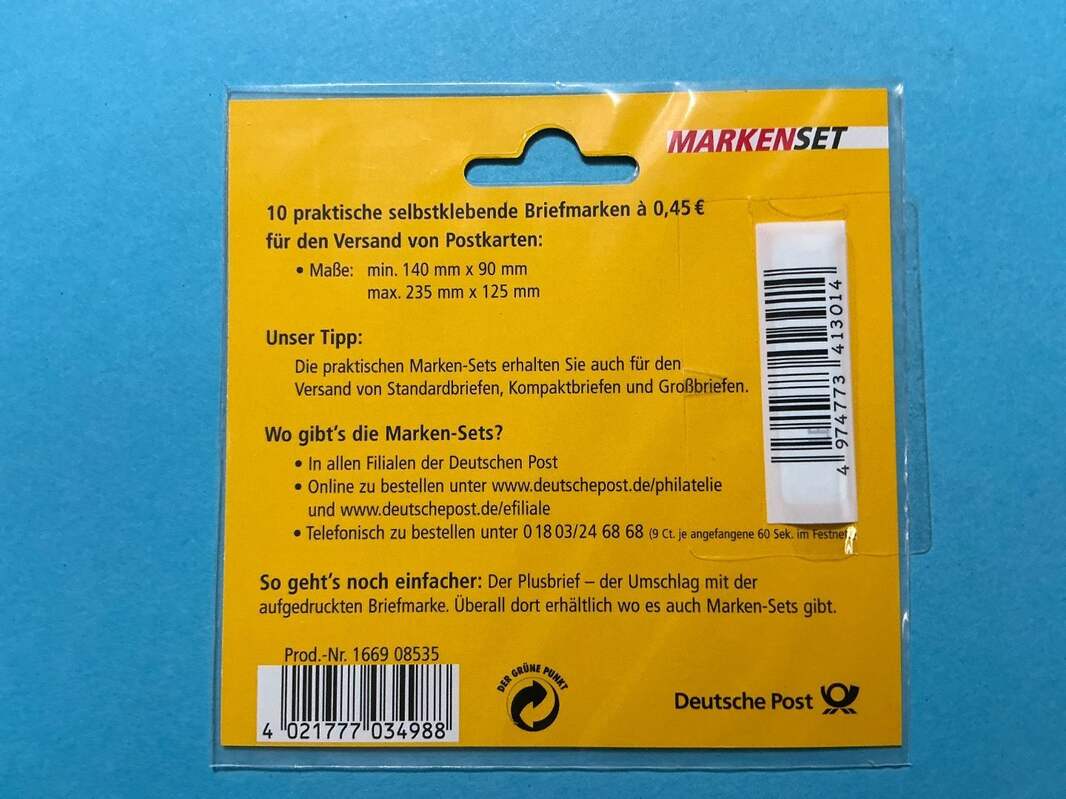 MARKENSET
10 praktische selbstklebende Briefmarken à 0,45 €
für den Versand von Postkarten:
• Maße: min. 140 mm x 90 mm
max. 235 mm x 125 mm
Unser Tipp:
Die praktischen Marken-Sets erhalten Sie auch für den
Versand von Standardbriefen, Kompaktbriefen und Großbriefen.
4 974773 413014
Wo gibt's die Marken-Sets?
• In allen Filialen der Deutschen Post
• Online zu bestellen unter www.deutschepost.de/philatelie
und www.deutschepost.de/efiliale
• Telefonisch zu bestellen unter 0 18 03/24 68 68 (9 Ct. je angefangene 60 Sek. im
So geht's noch einfacher: Der Plusbrief – der Umschlag mit der
aufgedruckten Briefmarke. Überall dort erhältlich wo es auch Marken-Sets gibt.
Prod.-Nr. 1669 08535
4 021777 034988
DER GRÜNE PUNKT
Deutsche Post